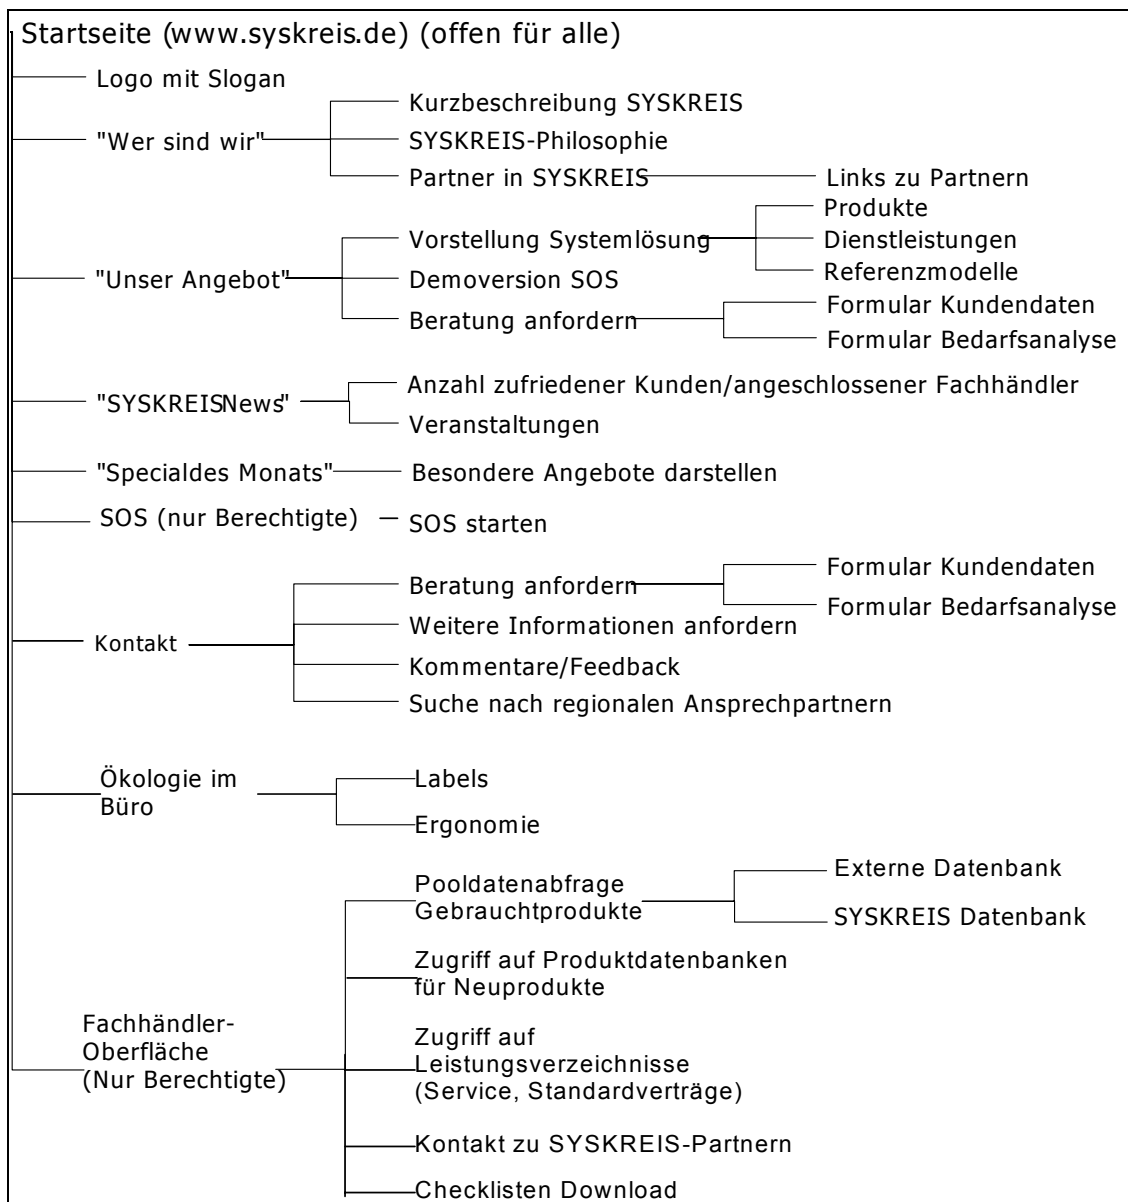 Startseite (www.syskreis.de) (offen für alle)
Logo mit Slogan
"Wer sind wir"
Kurzbeschreibung SYSKREIS
SYSKREIS-Philosophie
Partner in SYSKREIS
Links zu Partnern
"Unser Angebot"
Vorstellung Systemlösung
Produkte
Dienstleistungen
Referenzmodelle
Demoversion SOS
Beratung anfordern
Formular Kundendaten
Formular Bedarfsanalyse
"SYSKREISNews"
Anzahl zufriedener Kunden/angeschlossener Fachhändler
Veranstaltungen
"Specialdes Monats"
Besondere Angebote darstellen
SOS (nur Berechtigte)
SOS starten
Kontakt
Beratung anfordern
Formular Kundendaten
Formular Bedarfsanalyse
Weitere Informationen anfordern
Kommentare/Feedback
Suche nach regionalen Ansprechpartnern
Ökologie im
Büro
Labels
Ergonomie
Fachhändler-
Oberfläche
(Nur Berechtigte)
Pooldatenabfrage
Gebrauchtprodukte
Externe Datenbank
SYSKREIS Datenbank
Zugriff auf Produktdatenbanken
für Neuprodukte
Zugriff auf
Leistungsverzeichnisse
(Service, Standardverträge)
Kontakt zu SYSKREIS-Partnern
Checklisten Download